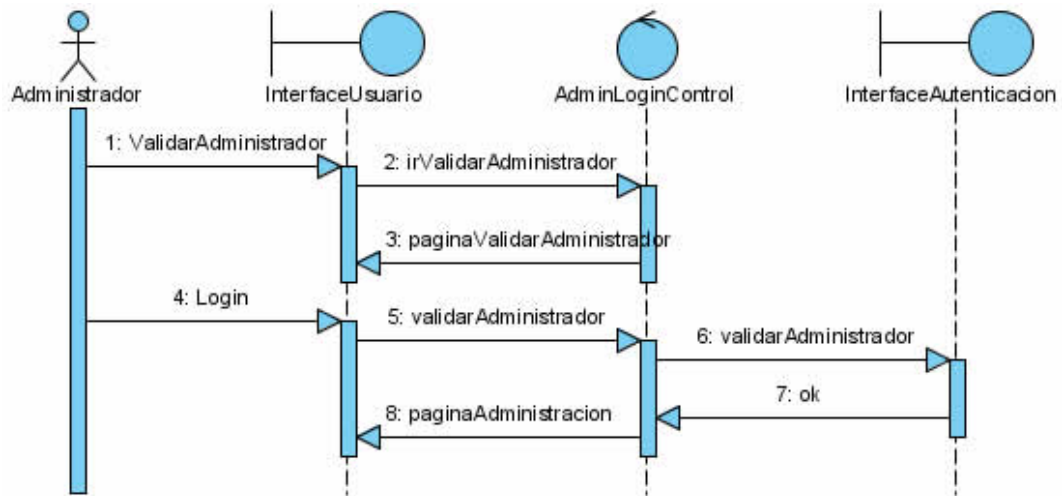 Administrador
InterfaceUsuario
AdminLoginControl
InterfaceAutenticacion
1: ValidarAdministrador
2: irValidarAdministrador
3: paginaValidarAdministrador
4: Login
5: validarAdministrador
6: validarAdministrador
7: ok
8: paginaAdministracion